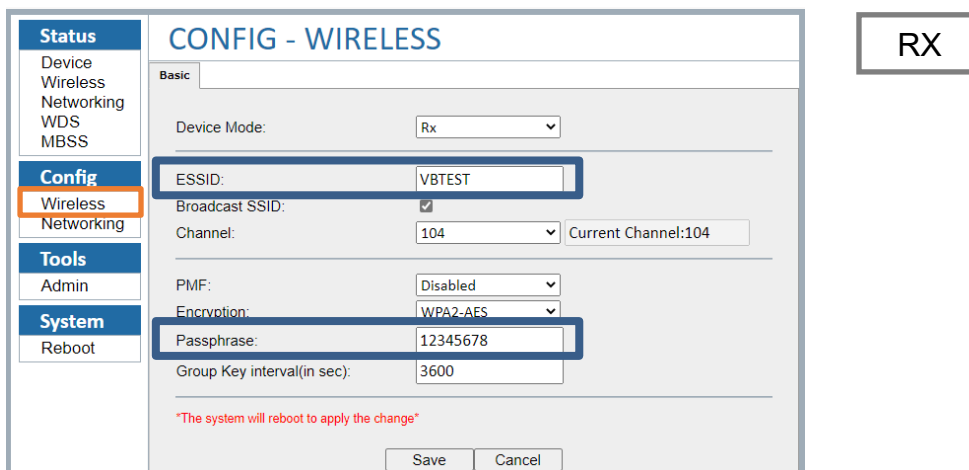 Status
Device
Wireless
Networking
WDS
MBSS
Config
Wireless
Networking
Tools
Admin
System
Reboot
CONFIG - WIRELESS
Basic
Device Mode: Rx
ESSID: VBTEST
Broadcast SSID:
Channel: 104 Current Channel:104
PMF: Disabled
Encryption: WPA2-AES
Passphrase: 12345678
Group Key interval(in sec): 3600
*The system will reboot to apply the change*
Save Cancel
RX